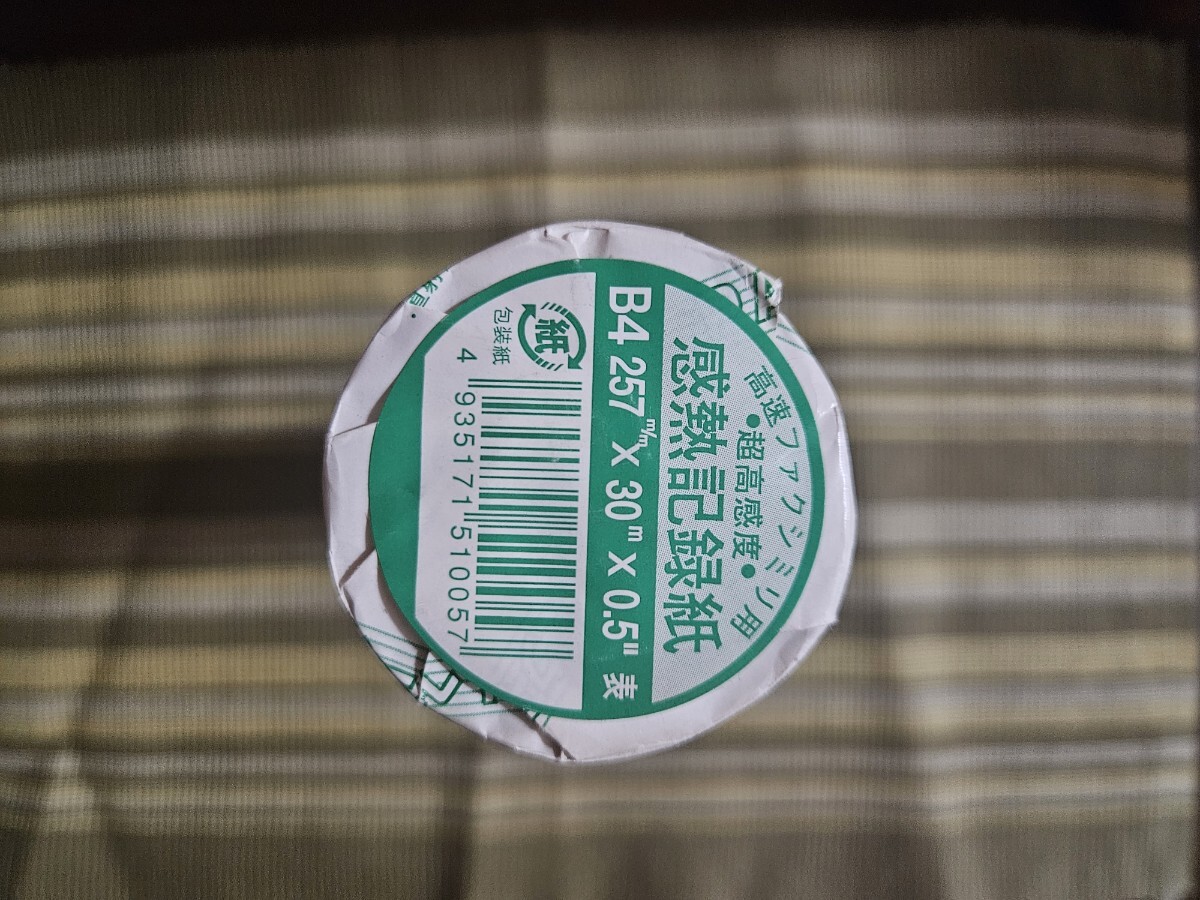 高速ファクシミリ用
•超高感度•
感熱記録紙
B4 257m/m X 30m X 0.5" 表
紙
包装紙
4 935171 510057